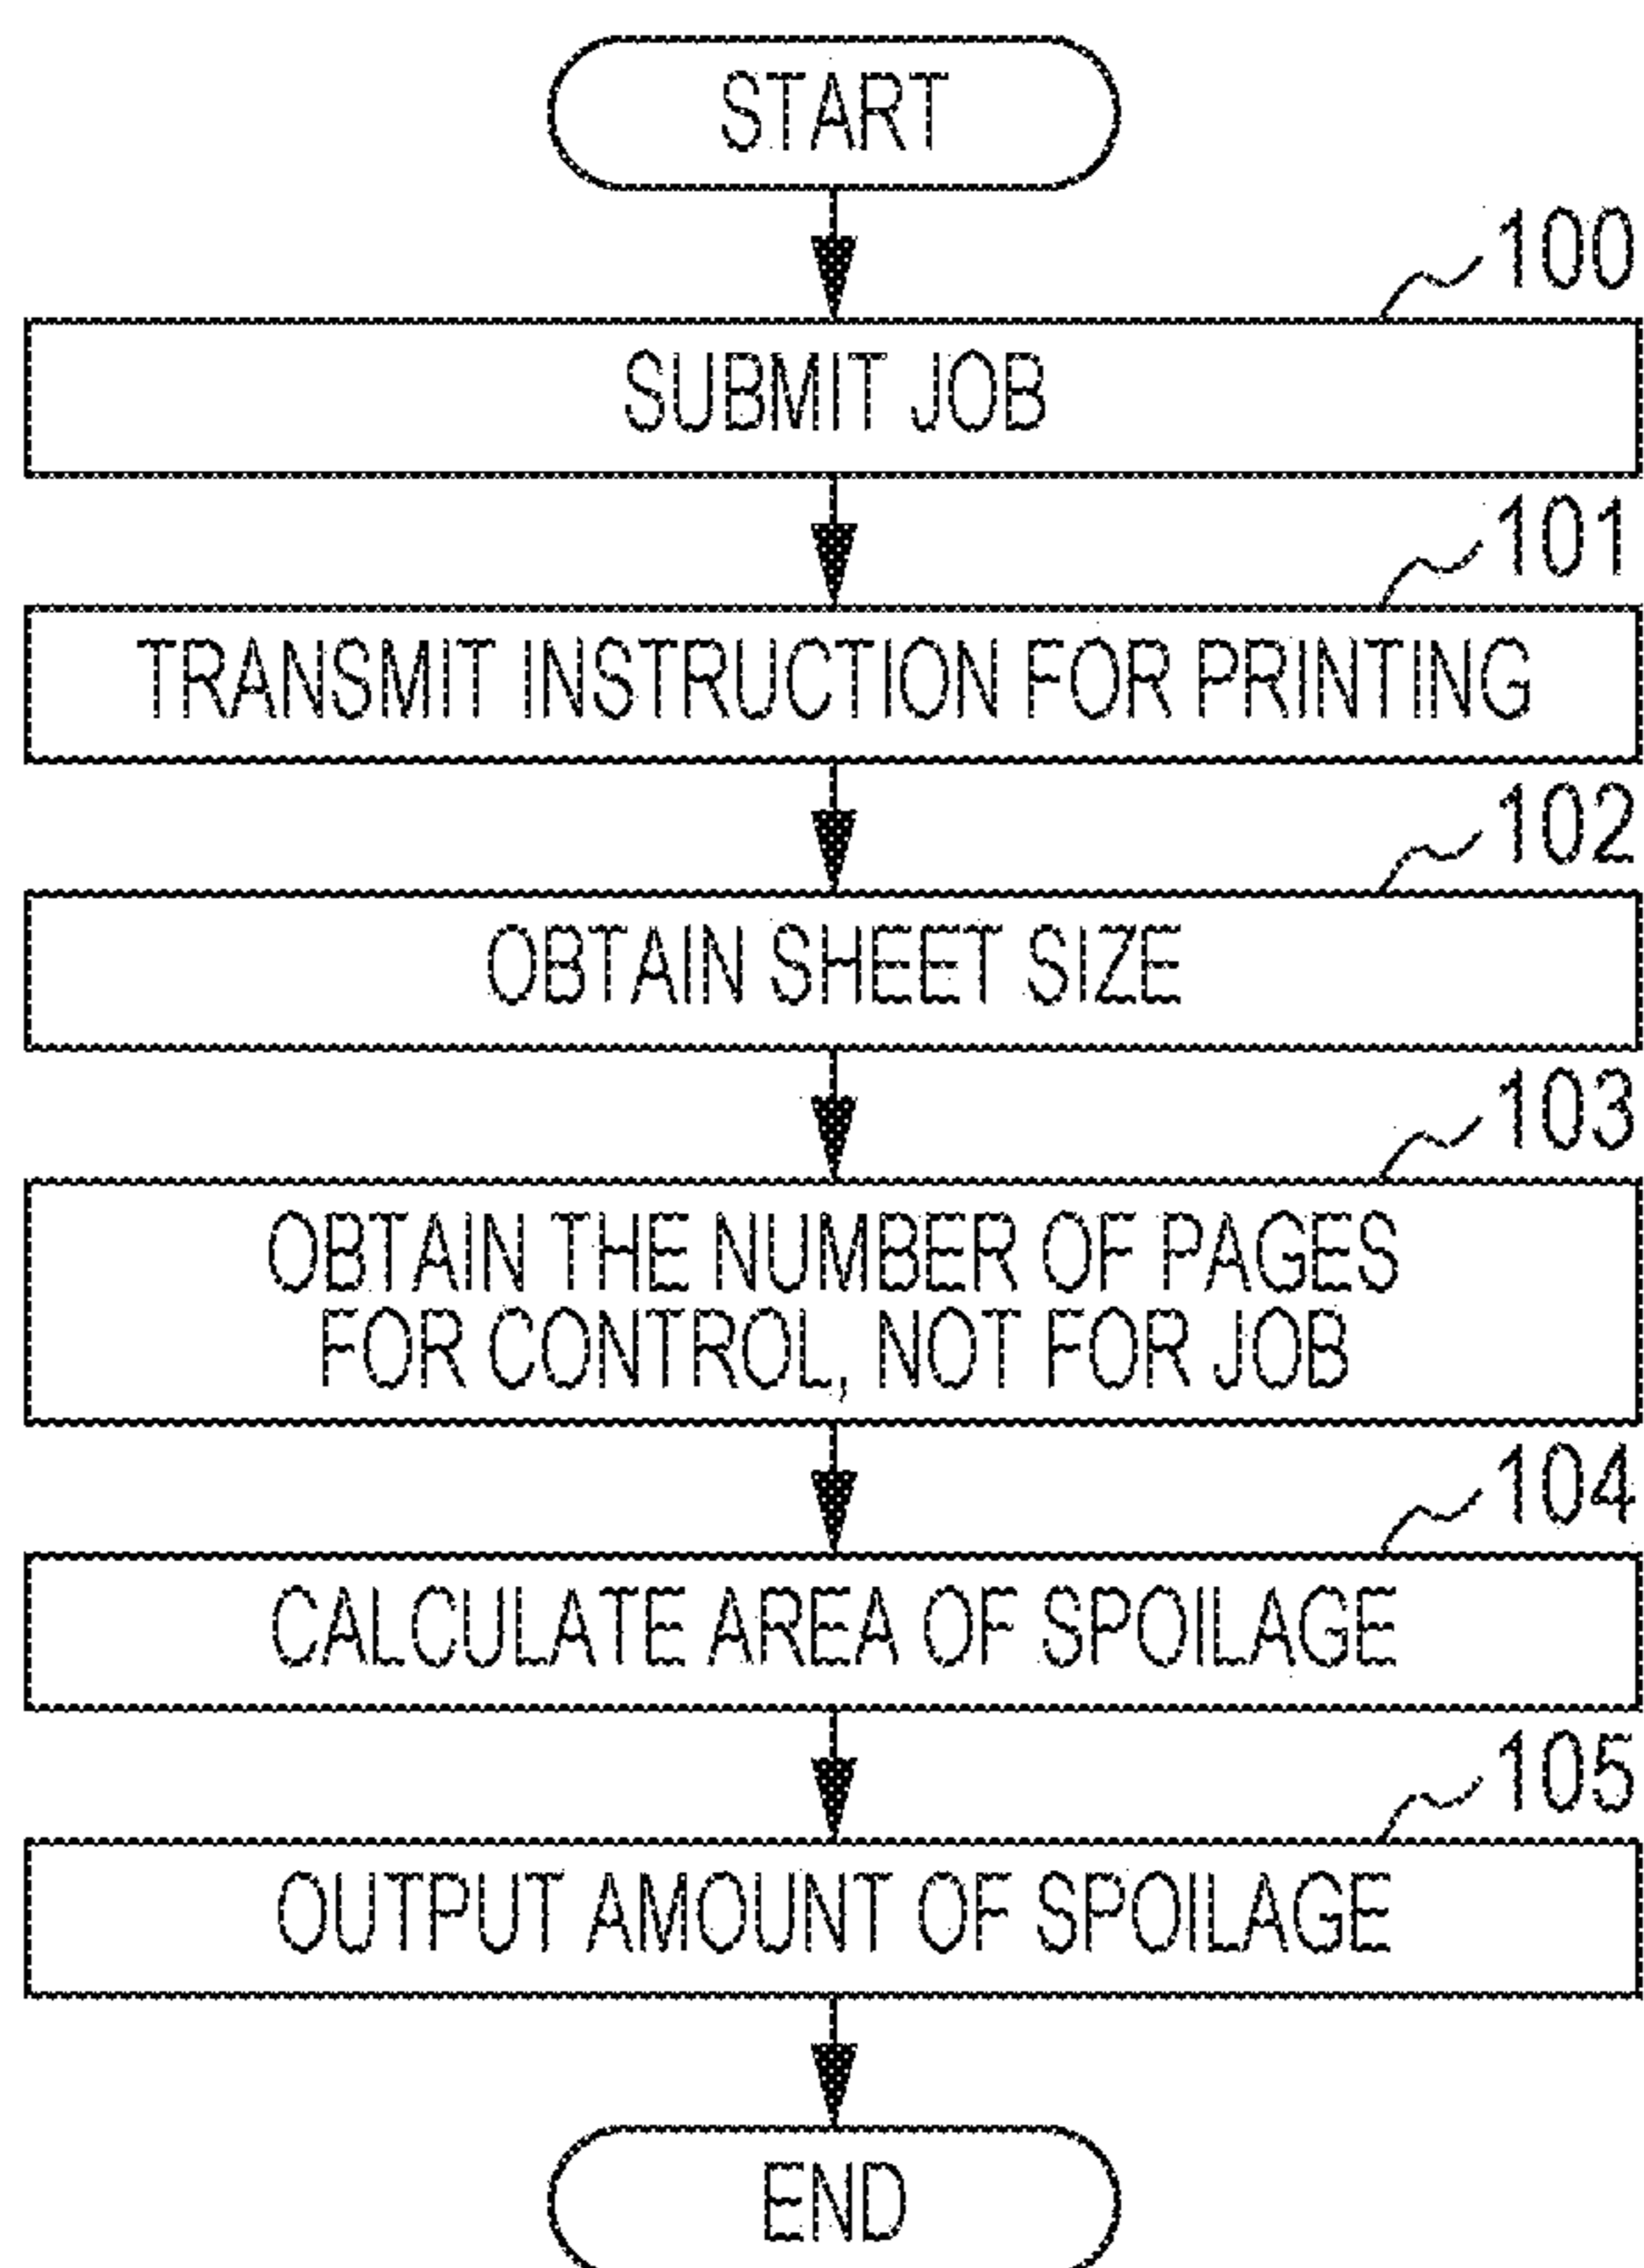 START
100
SUBMIT JOB
101
TRANSMIT INSTRUCTION FOR PRINTING
102
OBTAIN SHEET SIZE
103
OBTAIN THE NUMBER OF PAGES
FOR CONTROL, NOT FOR JOB
104
CALCULATE AREA OF SPOILAGE
105
OUTPUT AMOUNT OF SPOILAGE
END